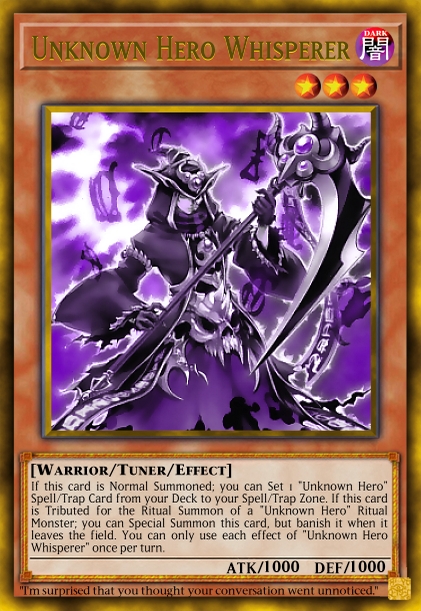 Unknown Hero Whisperer
DARK
闇
[Warrior/Tuner/Effect]
If this card is Normal Summoned; you can Set 1 "Unknown Hero"
Spell/Trap Card from your Deck to your Spell/Trap Zone. If this card
is Tributed for the Ritual Summon of a "Unknown Hero" Ritual
Monster; you can Special Summon this card, but banish it when it
leaves the field. You can only use each effect of "Unknown Hero
Whisperer" once per turn.
ATK/1000 DEF/1000
"I'm surprised that you thought your conversation went unnoticed."